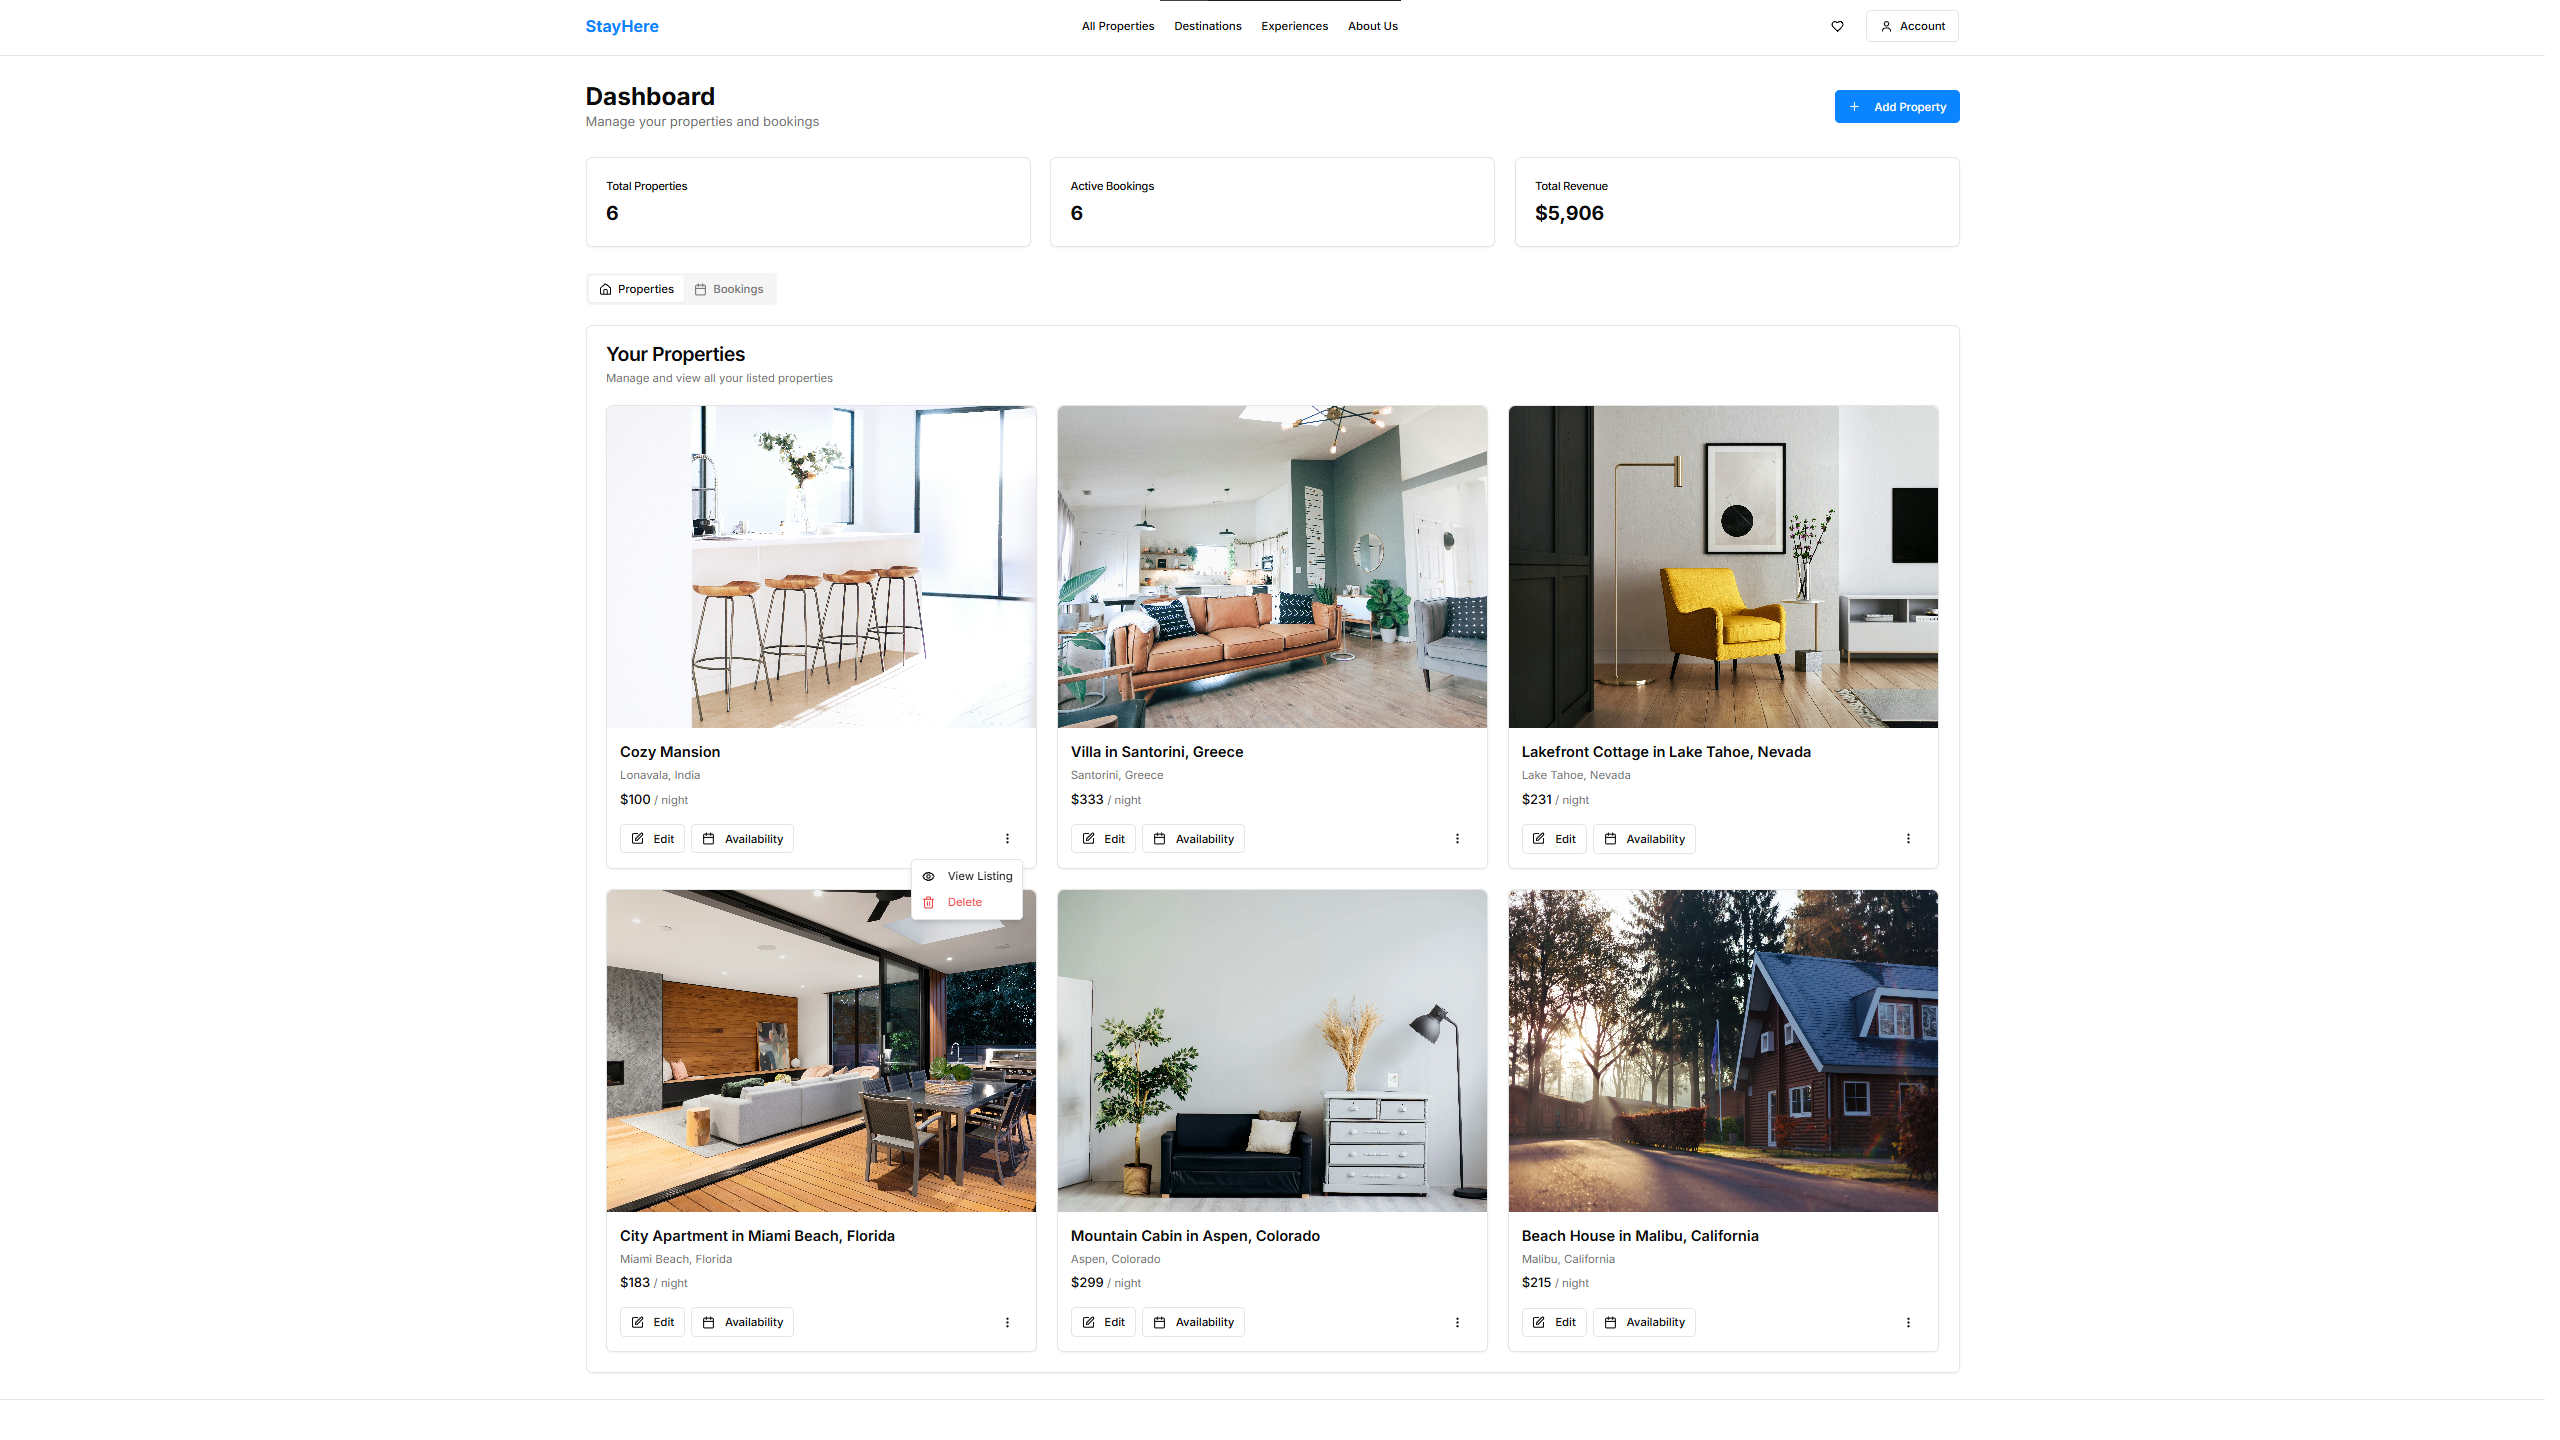 StayHere
All Properties Destinations Experiences About Us
Account
Dashboard
Manage your properties and bookings
Add Property
Total Properties
6
Active Bookings
6
Total Revenue
$5,906
Properties
Bookings
Your Properties
Manage and view all your listed properties
Cozy Mansion
Lonavala, India
$100 / night
Edit
Availability
View Listing
Delete
Villa in Santorini, Greece
Santorini, Greece
$333 / night
Edit
Availability
Lakefront Cottage in Lake Tahoe, Nevada
Lake Tahoe, Nevada
$231 / night
Edit
Availability
City Apartment in Miami Beach, Florida
Miami Beach, Florida
$183 / night
Edit
Availability
Mountain Cabin in Aspen, Colorado
Aspen, Colorado
$299 / night
Edit
Availability
Beach House in Malibu, California
Malibu, California
$215 / night
Edit
Availability